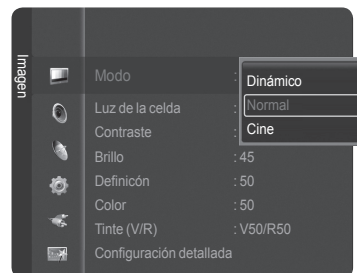 Imagen
Modo :
Dinámico
Normal
Cine
Luz de la celda :
Contraste :
Brillo : 45
Definicón : 50
Color : 50
Tinte (V/R) : V50/R50
Configuración detallada